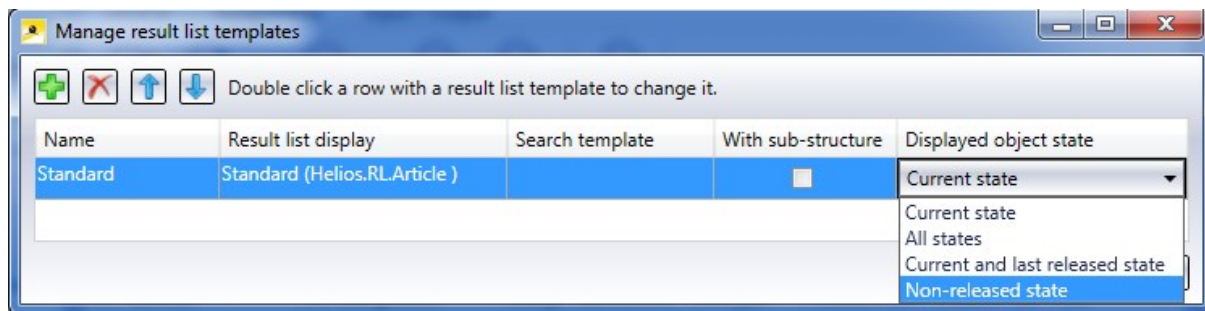 Manage result list templates
Double click a row with a result list template to change it.
Name Result list display Search template With sub-structure Displayed object state
Standard Standard (Helios.RL.Article ) Current state
Current state
All states
Current and last released state
Non-released state